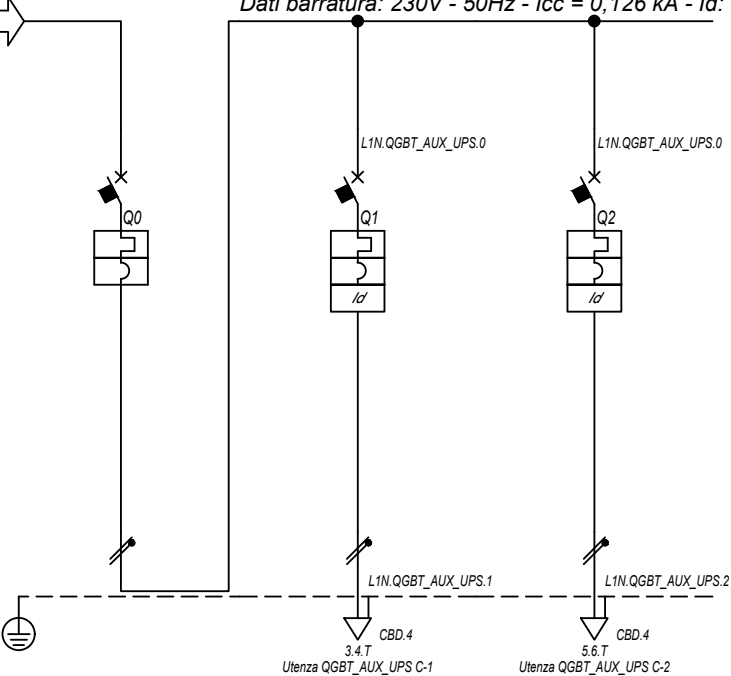 Dati barratura: 230V - 50Hz - Icc = 0,126 kA - Id:
L1N.QGBT_AUX_UPS.0
L1N.QGBT_AUX_UPS.0
Q0
Q1
Q2
Id
Id
L1N.QGBT_AUX_UPS.1
L1N.QGBT_AUX_UPS.2
CBD.4
CBD.4
3.4.T
5.6.T
Utenza QGBT_AUX_UPS C-1
Utenza QGBT_AUX_UPS C-2